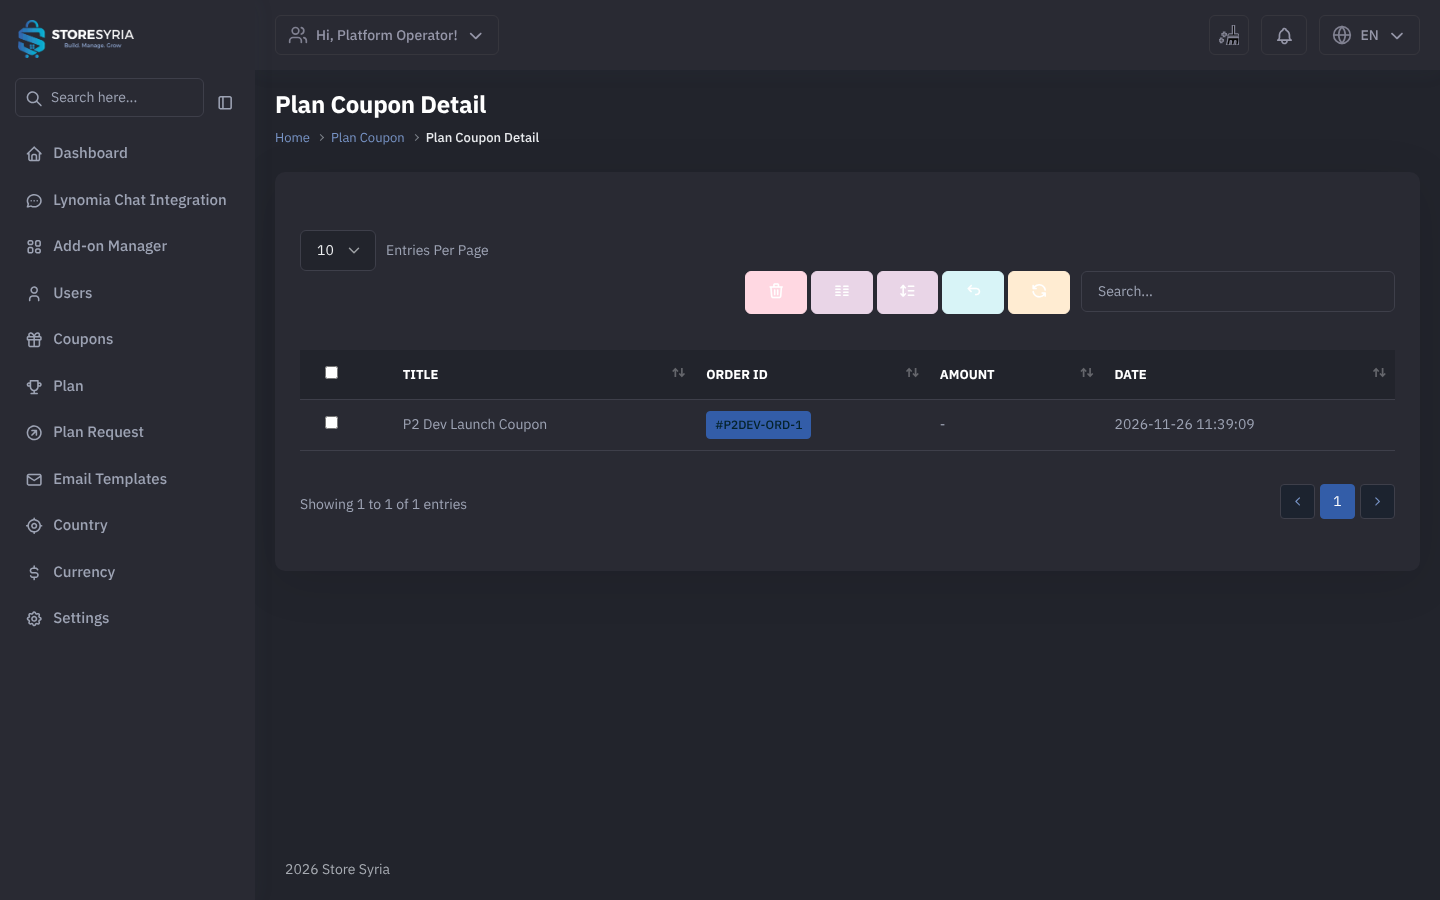 STORESYRIA
Build. Manage. Grow
Search here...
Dashboard
Lynomia Chat Integration
Add-on Manager
Users
Coupons
Plan
Plan Request
Email Templates
Country
Currency
Settings
Hi, Platform Operator!
EN
Plan Coupon Detail
Home > Plan Coupon > Plan Coupon Detail
10 Entries Per Page
Search...
TITLE ORDER ID AMOUNT DATE
P2 Dev Launch Coupon #P2DEV-ORD-1 - 2026-11-26 11:39:09
Showing 1 to 1 of 1 entries
1
2026 Store Syria